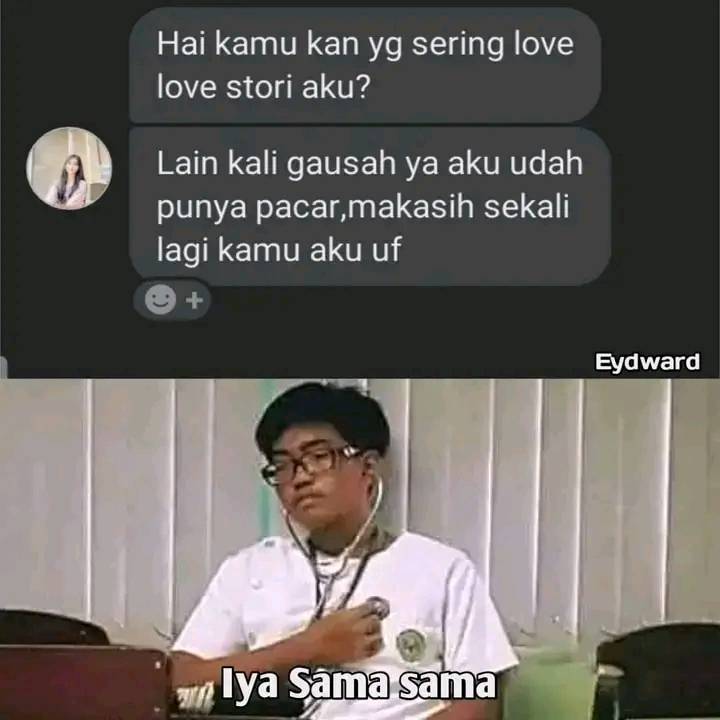 Hai kamu kan yg sering love
love stori aku?
Lain kali gausah ya aku udah
punya pacar,makasih sekali
lagi kamu aku uf
Eydward
Iya Sama sama